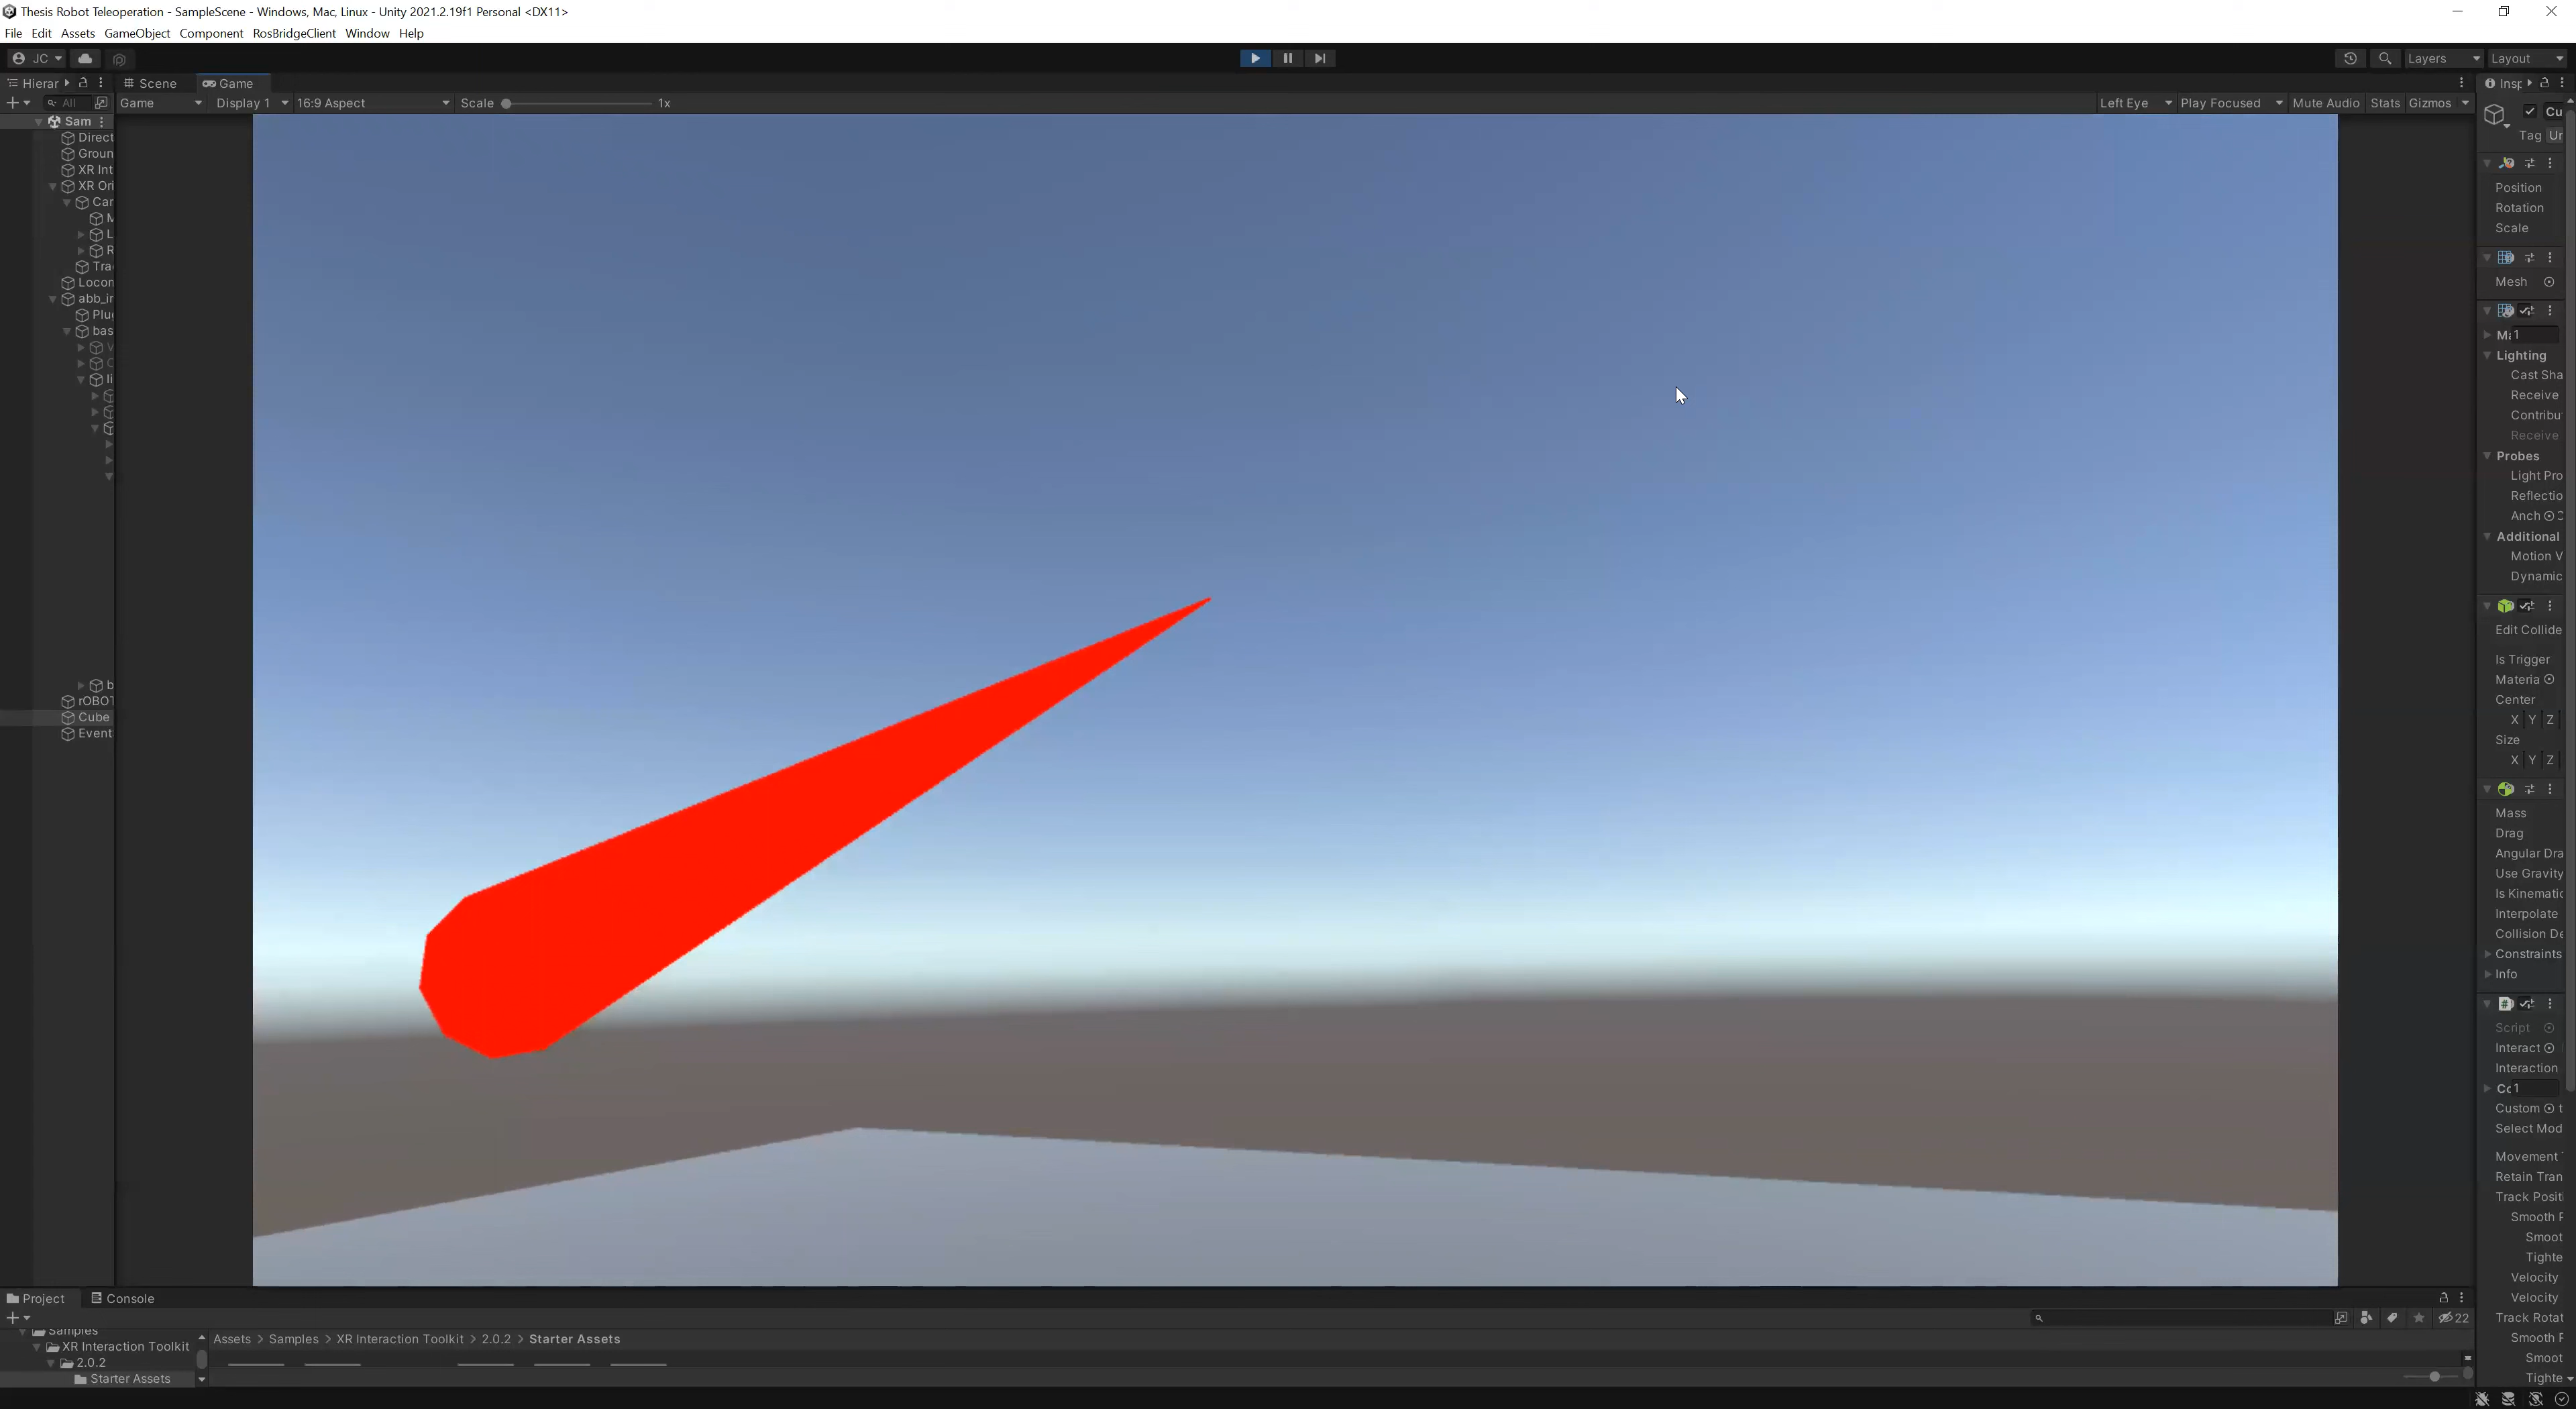 Thesis Robot Teleoperation - SampleScene - Windows, Mac, Linux - Unity 2021.2.19f1 Personal <DX11>
File Edit Assets GameObject Component RosBridgeClient Window Help
JC Layers Layout
Hierar Scene Game Insp
All Game Display 1 16:9 Aspect Scale 1x Left Eye Play Focused Mute Audio Stats Gizmos
Sam
Direct
Groun
XR Int
XR Ori
Car
M
L
R
Tra
Locon
abb_ir
Plu
bas
V
C
li
b
rOBOT
Cube
Event
Cu
Tag Ur
Position
Rotation
Scale
Mesh
M 1
Lighting
Cast Sha
Receive
Contribu
Receive
Probes
Light Pro
Reflectio
Anch
Additional
Motion V
Dynamic
Edit Collide
Is Trigger
Materia
Center
X Y Z
Size
X Y Z
Mass
Drag
Angular Dra
Use Gravity
Is Kinematic
Interpolate
Collision De
Constraints
Info
Script
Interact
Interaction
Cc 1
Custom t
Select Mod
Movement
Retain Tran
Track Positi
Smooth P
Smoot
Tighte
Velocity
Velocity
Track Rotat
Smooth P
Smoot
Tighte
Project Console
22
Samples
XR Interaction Toolkit
2.0.2
Starter Assets
Assets > Samples > XR Interaction Toolkit > 2.0.2 > Starter Assets